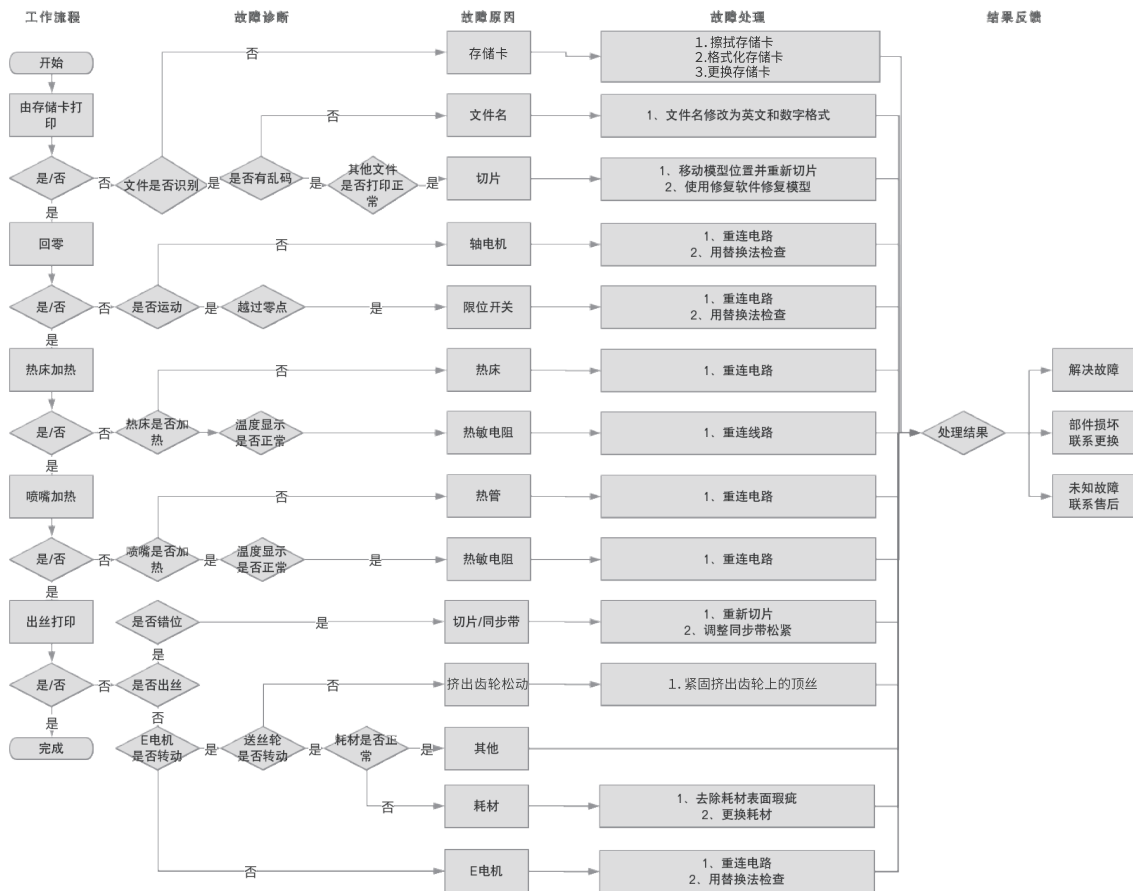 工作流程
故障诊断
故障原因
故障处理
结果反馈
开始
否
存储卡
1.擦拭存储卡
2.格式化存储卡
3.更换存储卡
由存储卡打
印
否
文件名
1、文件名修改为英文和数字格式
是/否
否
文件是否识别
是
是否有乱码
是
其他文件
是否打印正
常
是
切片
1、移动模型位置并重新切片
2、使用修复软件修复模型
是
回零
否
轴电机
1、重连电路
2、用替换法检查
是/否
否
是否运动
是
越过零点
是
限位开关
1、重连电路
2、用替换法检查
是
热床加热
否
热床
1、重连电路
解决故障
是/否
否
热床是否加
热
温度显示
是否正常
热敏电阻
1、重连线路
处理结果
部件损坏
联系更换
是
喷嘴加热
否
热管
1、重连电路
未知故障
联系售后
是/否
否
喷嘴是否加
热
是
温度显示
是否正常
是
热敏电阻
1、重连电路
是
出丝打印
是否错位
是
切片/同步带
1、重新切片
2、调整同步带松紧
是
是/否
否
是否出丝
否
挤出齿轮松动
1.紧固挤出齿轮上的顶丝
是
否
完成
E电机
是否转动
是
送丝轮
是否转动
是
耗材是否正
常
是
其他
否
耗材
1、去除耗材表面瑕疵
2、更换耗材
否
E电机
1、重连电路
2、用替换法检查